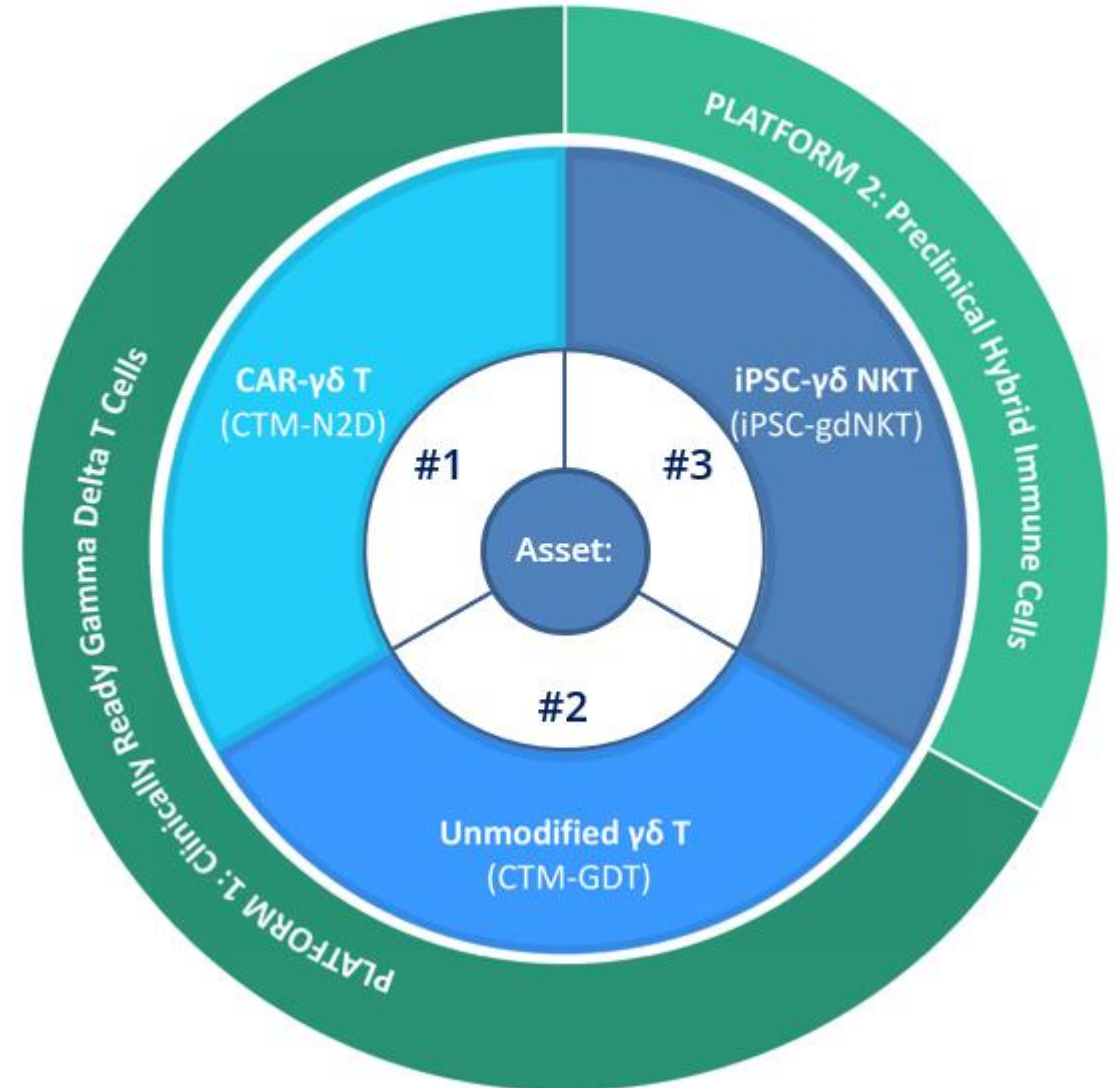 PLATFORM 1: Clinically Ready Gamma Delta T Cells
PLATFORM 2: Preclinical Hybrid Immune Cells
CAR-γδ T
(CTM-N2D)
iPSC-γδ NKT
(iPSC-gdNKT)
#1
#3
Asset:
#2
Unmodified γδ T
(CTM-GDT)